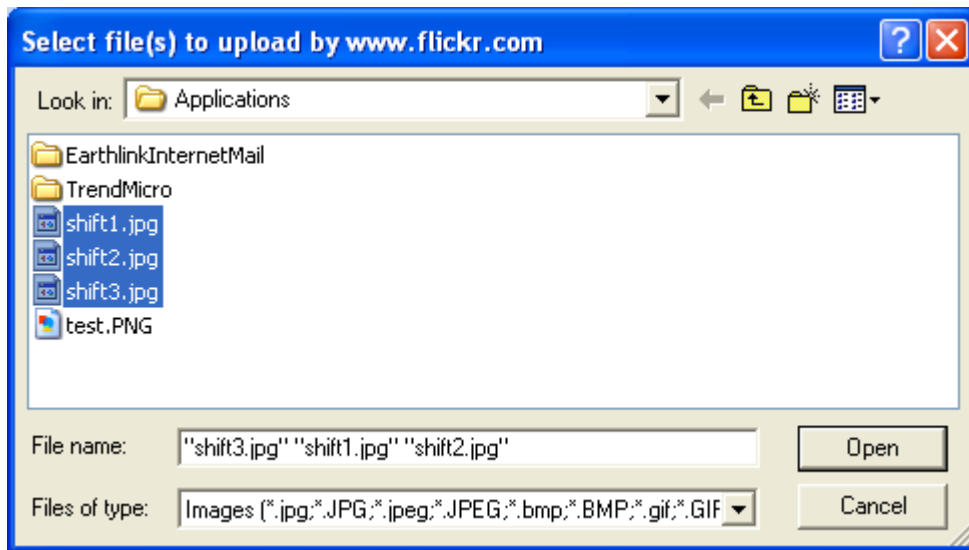 Select file(s) to upload by www.flickr.com
Look in: Applications
EarthlinkInternetMail
TrendMicro
shift1.jpg
shift2.jpg
shift3.jpg
test.PNG
File name: "shift3.jpg" "shift1.jpg" "shift2.jpg" Open
Files of type: Images (*.jpg;*.JPG;*.jpeg;*.JPEG;*.bmp;*.BMP;*.gif;*.GIF Cancel